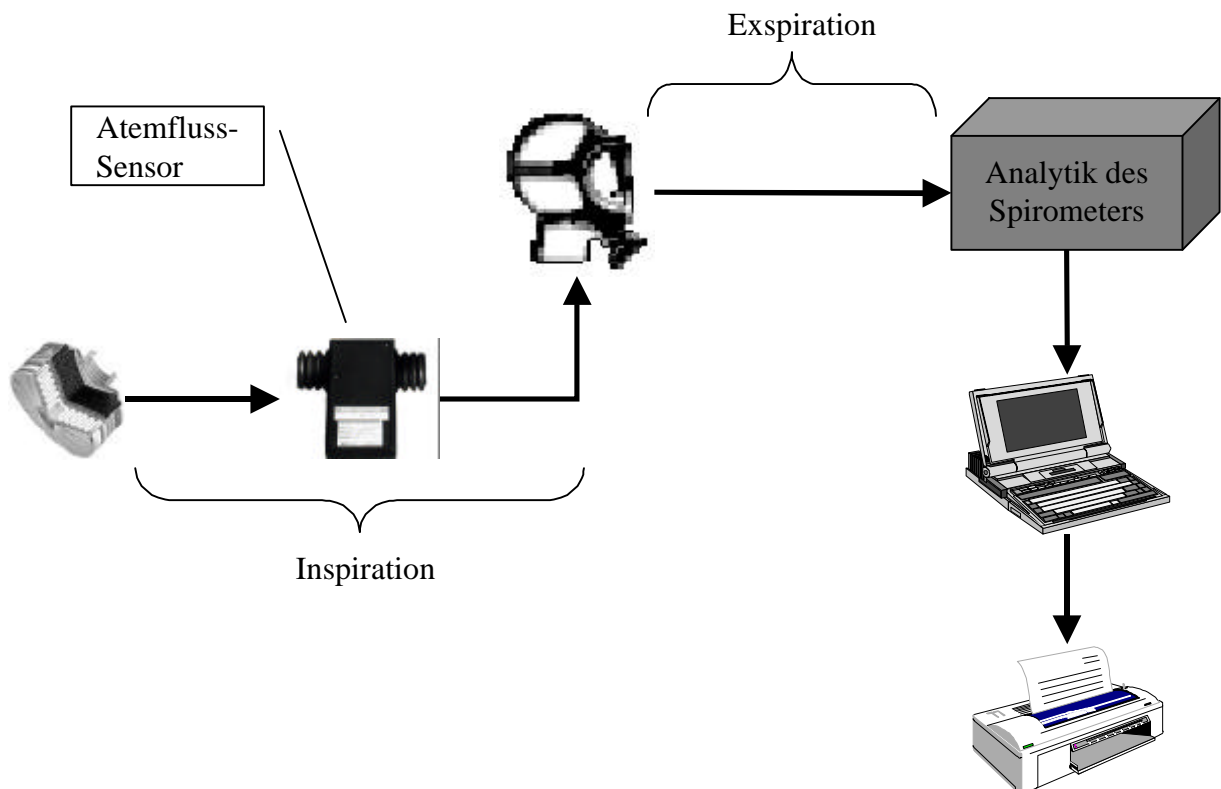 Exspiration
Atemfluss-
Sensor
Analytik des
Spirometers
Inspiration